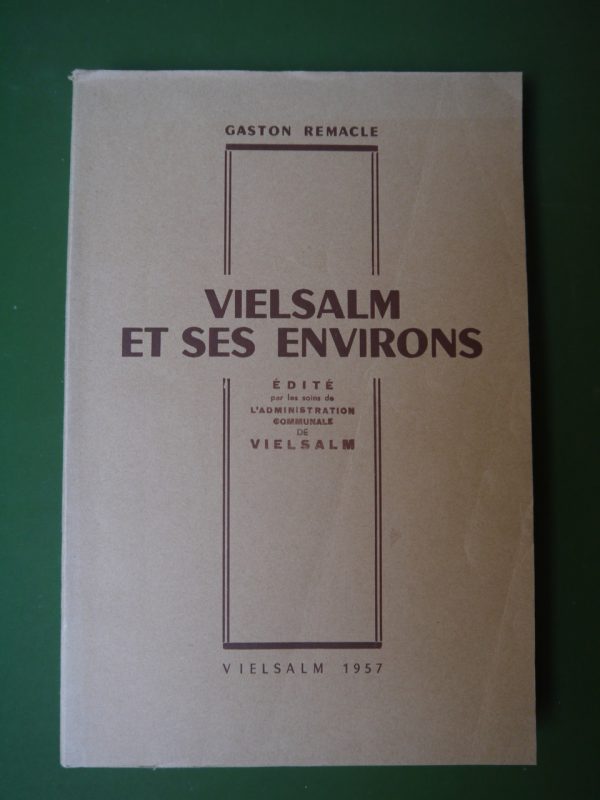 GASTON REMACLE
VIELSALM
ET SES ENVIRONS
ÉDITÉ
par les soins de
L'ADMINISTRATION
COMMUNALE
DE
VIELSALM
VIELSALM 1957